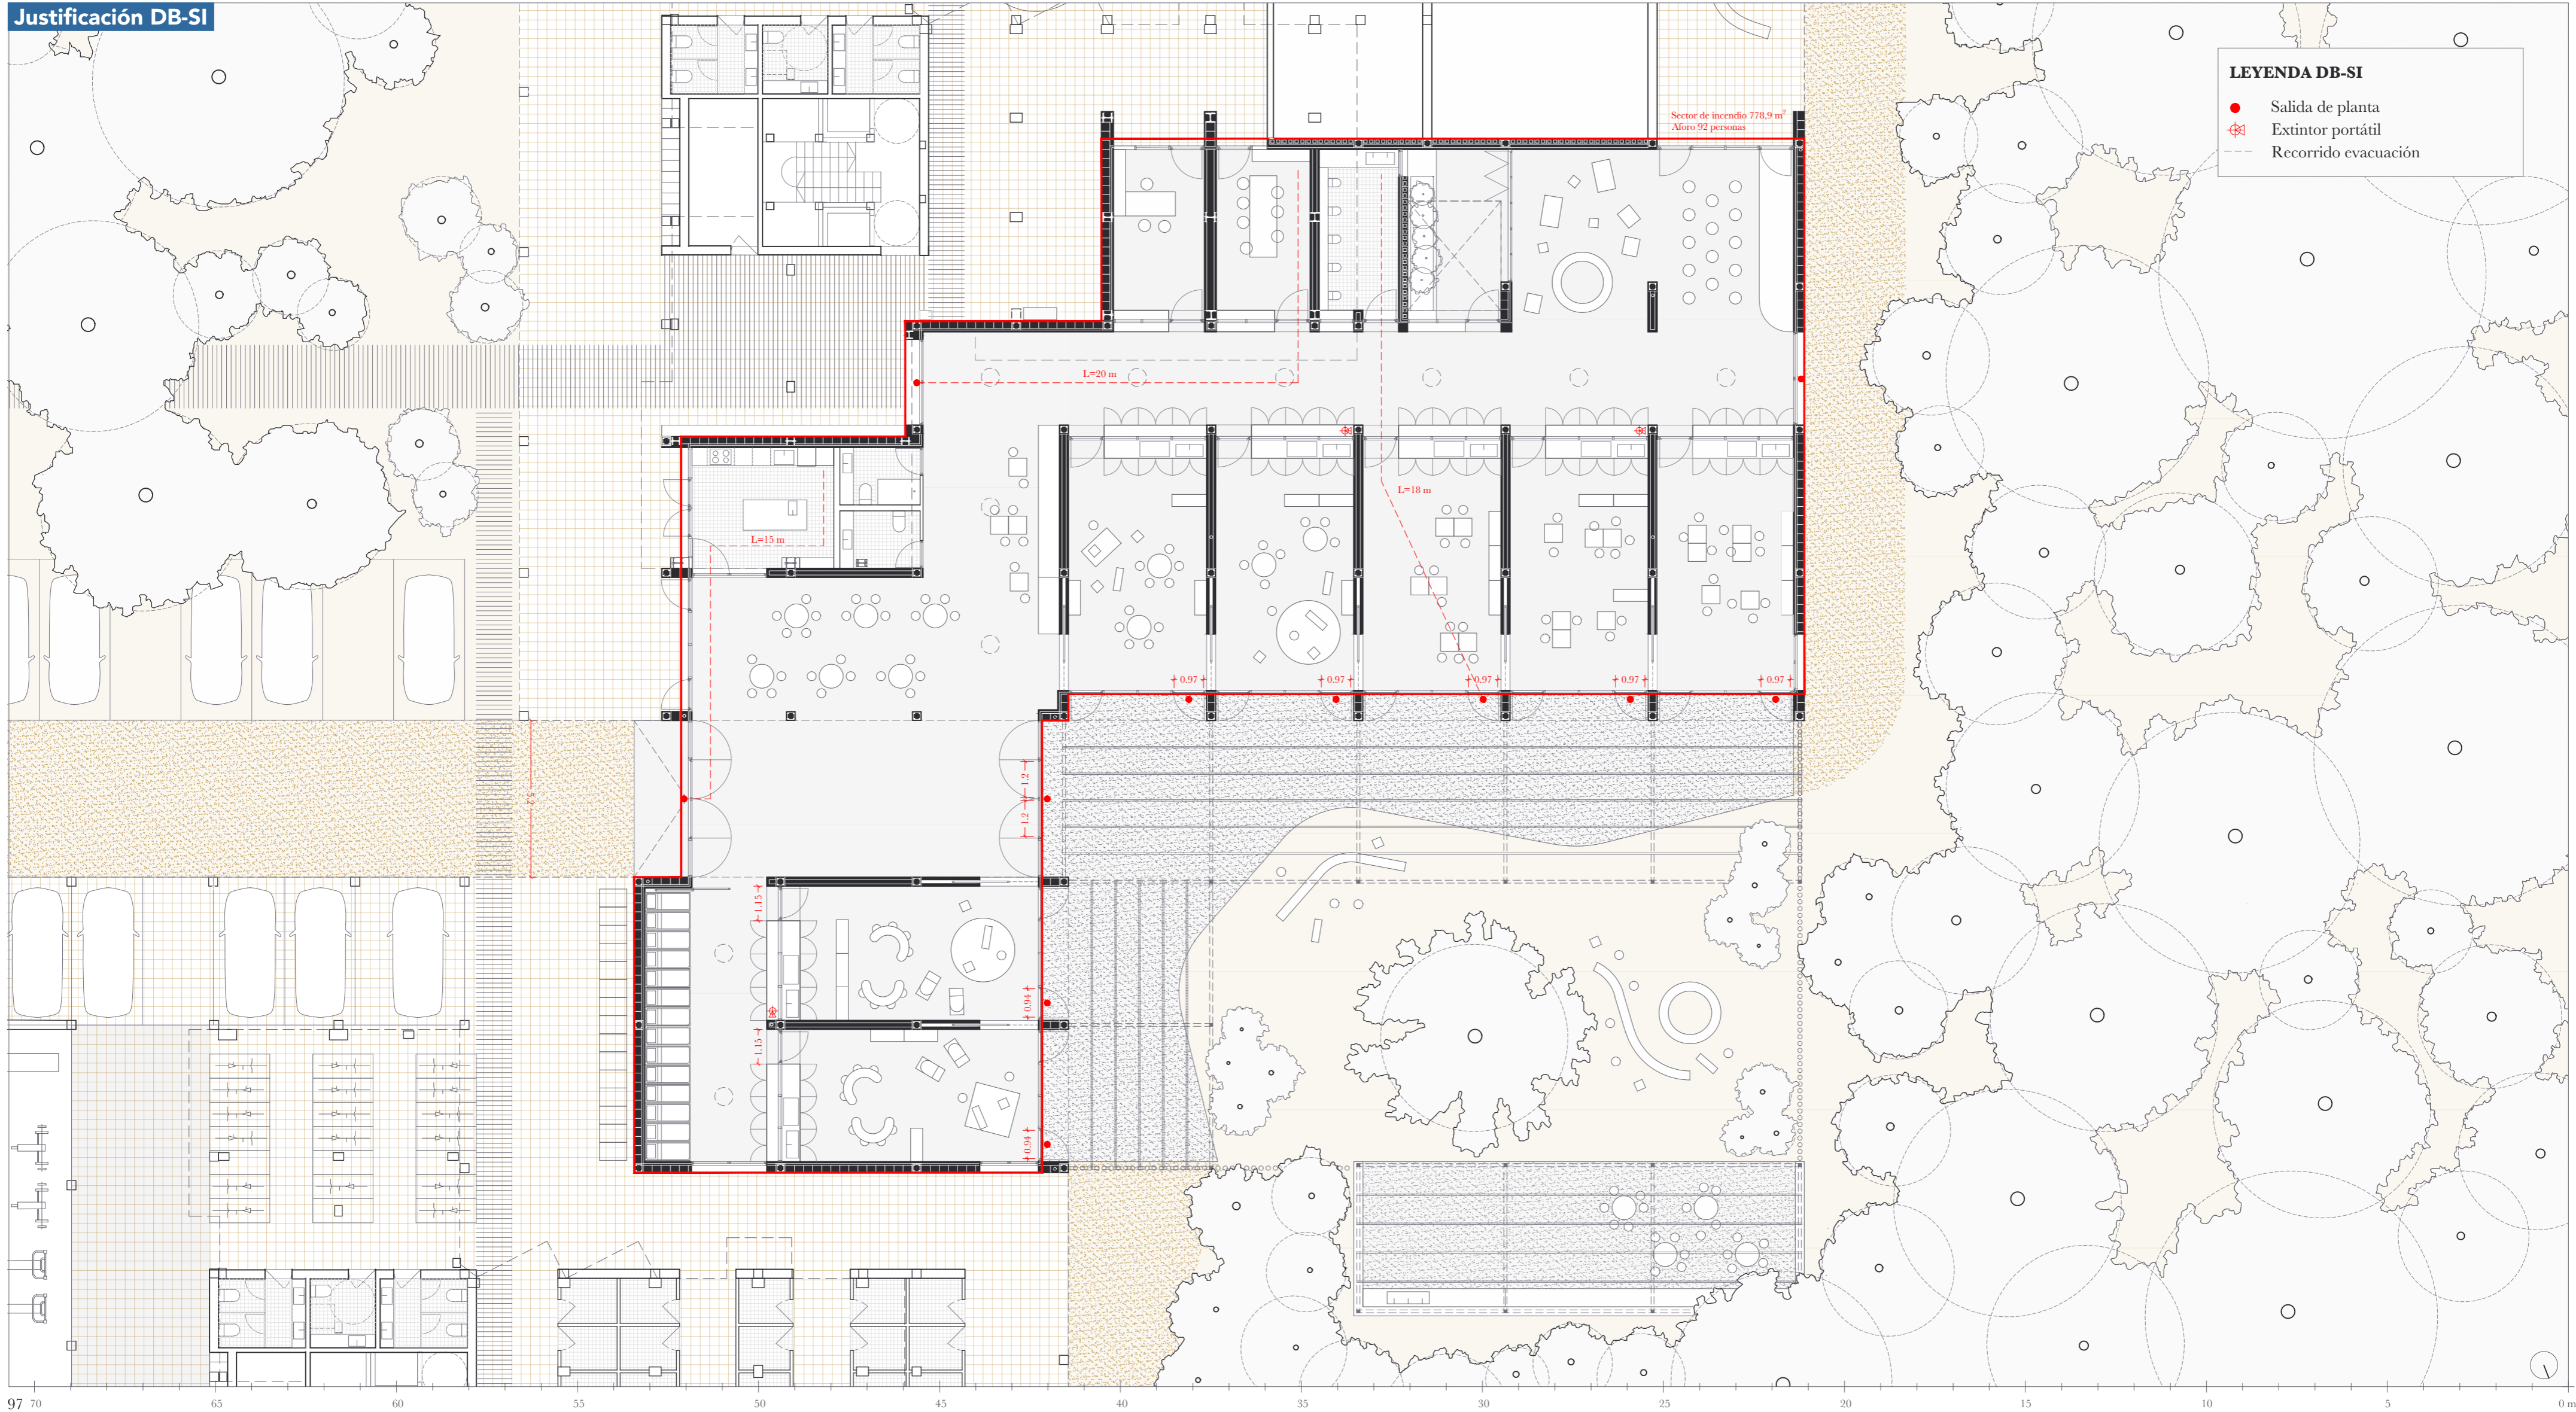 Justificación DB-SI
LEYENDA DB-SI
Salida de planta
Extintor portátil
Recorrido evacuación
Sector de incendio 778,9 m²
Aforo 92 personas
L=20 m
L=18 m
L=15 m
0.97
0.97
0.97
0.97
0.97
5.2
1.2
1.2
1.15
0.94
1.15
0.94
97
70
65
60
55
50
45
40
35
30
25
20
15
10
5
0 m